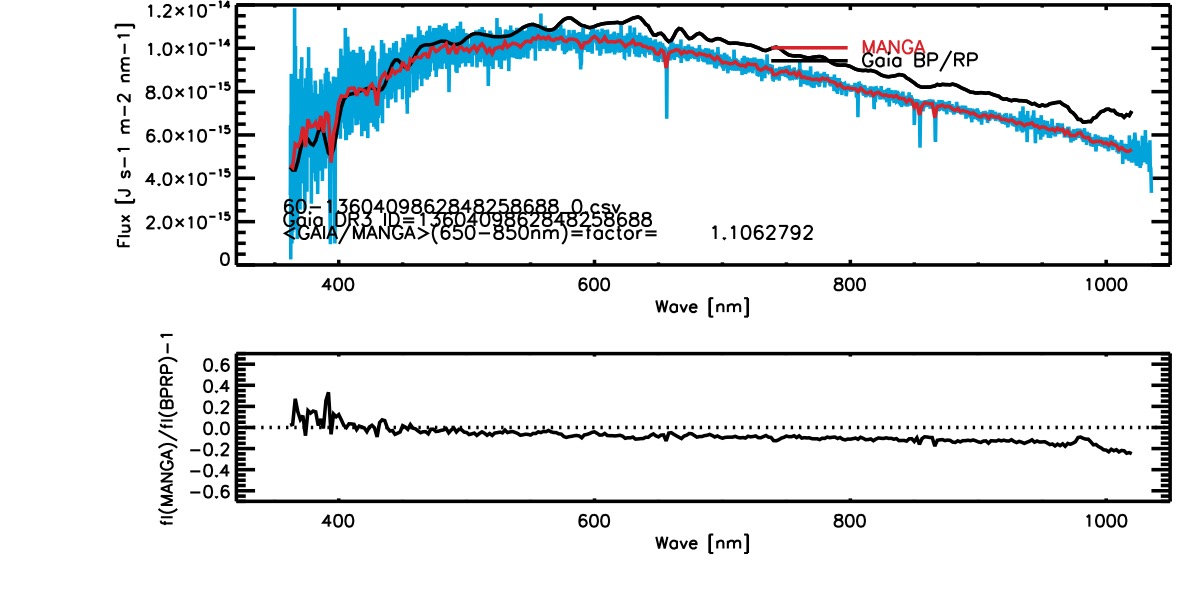 1.2×10−14
1.0×10−14
8.0×10−15
6.0×10−15
4.0×10−15
2.0×10−15
0
Flux [J s−1 m−2 nm−1]
MANGA
Gaia BP/RP
60−1360409862848258688_0.csv
Gaia DR3 ID=1360409862848258688
<GAIA/MANGA>(650−850nm)=factor= 1.1062792
400 600 800 1000
Wave [nm]
0.6
0.4
0.2
0.0
−0.2
−0.4
−0.6
fl(MANGA)/fl(BPRP)−1
400 600 800 1000
Wave [nm]